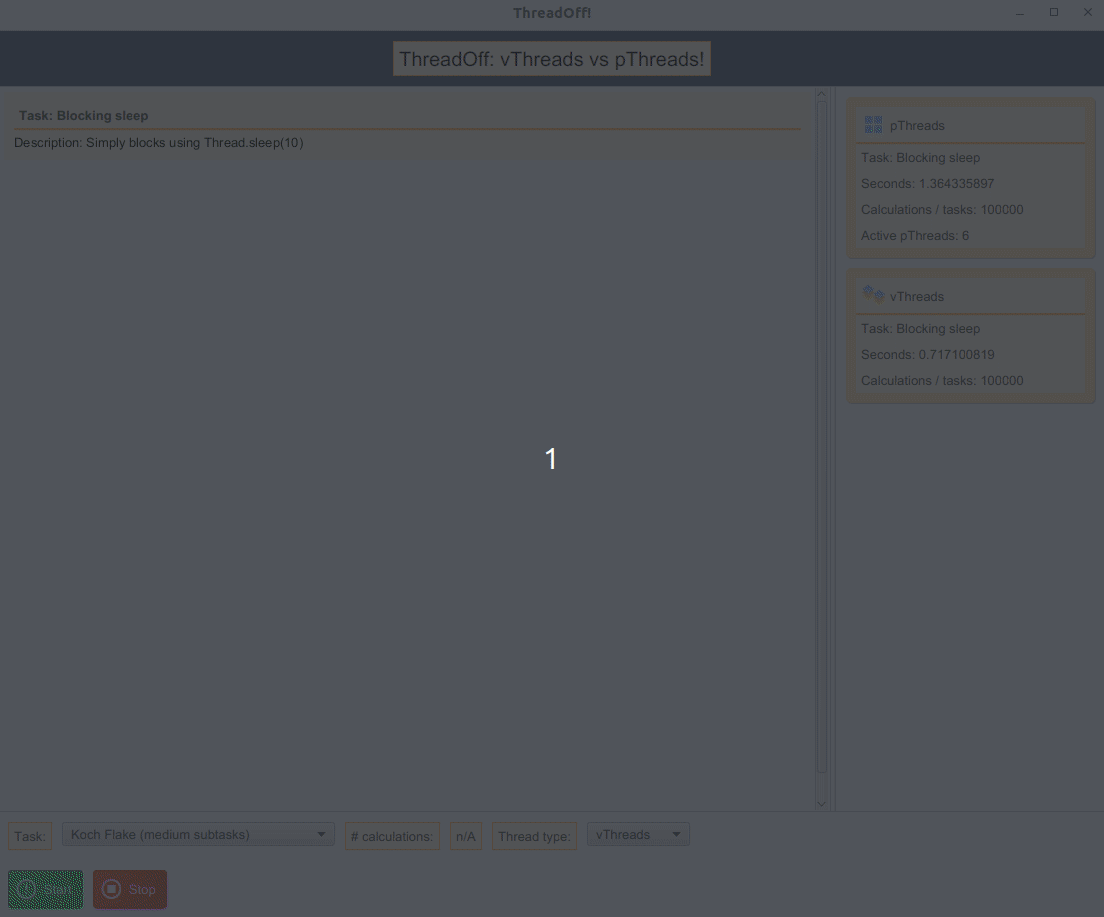 ThreadOff!
ThreadOff: vThreads vs pThreads!
Task: Blocking sleep
Description: Simply blocks using Thread.sleep(10)
pThreads
Task: Blocking sleep
Seconds: 1.364335897
Calculations / tasks: 100000
Active pThreads: 6
vThreads
Task: Blocking sleep
Seconds: 0.717100819
Calculations / tasks: 100000
1
Task: Koch Flake (medium subtasks) # calculations: n/A Thread type: vThreads
Start Stop